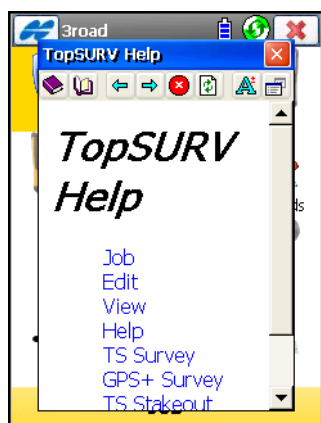 3road
TopSURV Help
TopSURV
Help
Job
Edit
View
Help
TS Survey
GPS+ Survey
TS Stakeout